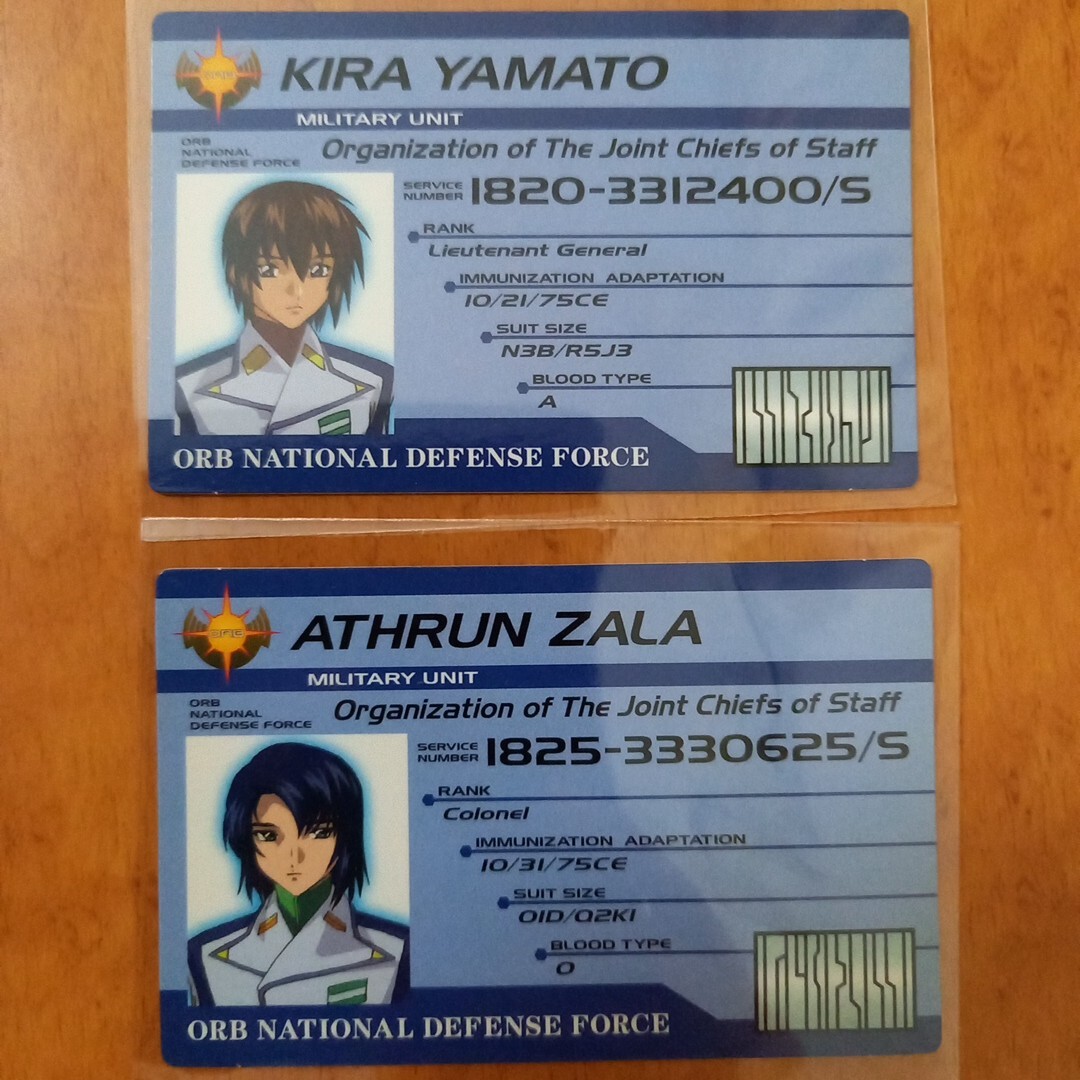 KIRA YAMATO
MILITARY UNIT
ORB
NATIONAL
DEFENSE FORCE
Organization of The Joint Chiefs of Staff
SERVICE
NUMBER
1820-3312400/S
RANK
Lieutenant General
IMMUNIZATION ADAPTATION
10/21/75CE
SUIT SIZE
N3B/R5J3
BLOOD TYPE
A
ORB NATIONAL DEFENSE FORCE
ATHRUN ZALA
MILITARY UNIT
ORB
NATIONAL
DEFENSE FORCE
Organization of The Joint Chiefs of Staff
SERVICE
NUMBER
1825-3330625/S
RANK
Colonel
IMMUNIZATION ADAPTATION
10/31/75CE
SUIT SIZE
O1D/Q2K1
BLOOD TYPE
O
ORB NATIONAL DEFENSE FORCE